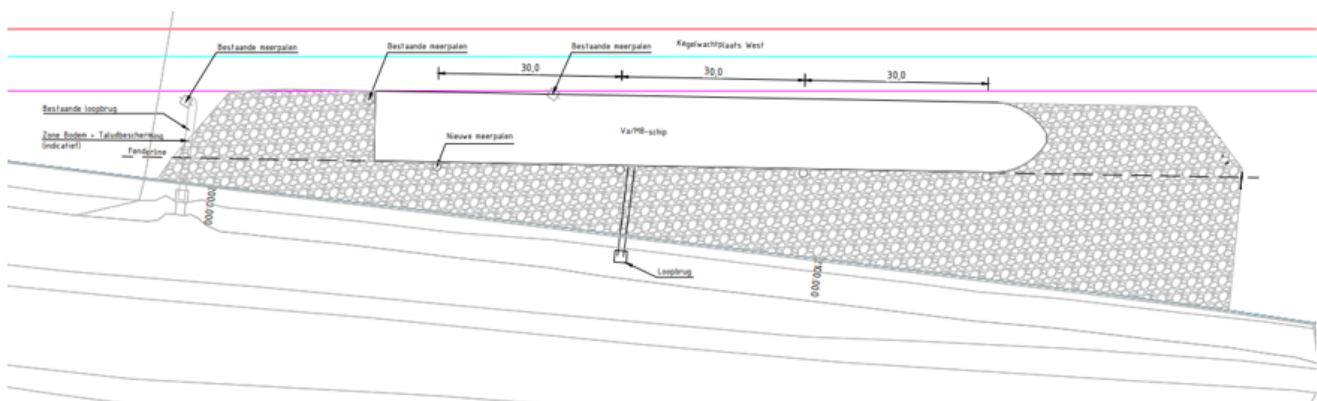 Kegelwachtplaats West
Bestaande meerpalen
Bestaande meerpalen
Bestaande meerpalen
30,0
30,0
30,0
Bestaande loopbrug
Va/M8-schip
Zone Bodem + Taludbescherming
(indicatief)
Nieuwe meerpalen
Fenderline
Loopbrug